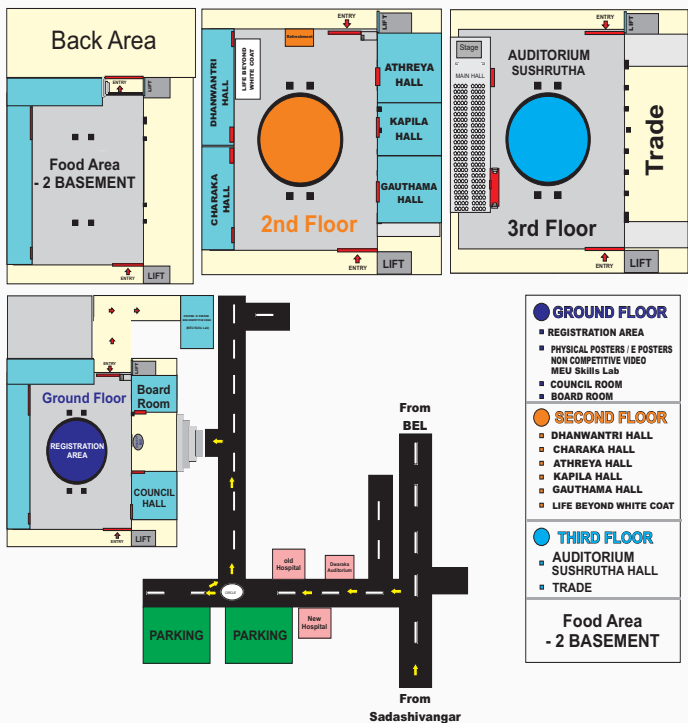 Back Area
ENTRY
LIFT
Food Area
- 2 BASEMENT
ENTRY
LIFT
ENTRY
LIFT
Refreshment
DHANWANTRI
HALL
LIFE BEYOND
WHITE COAT
ATHREYA
HALL
KAPILA
HALL
CHARAKA
HALL
GAUTHAMA
HALL
2nd Floor
ENTRY
LIFT
ENTRY
LIFT
Stage
MAIN HALL
AUDITORIUM
SUSHRUTHA
Trade
3rd Floor
ENTRY
LIFT
(MEU Skills Lab)
ENTRY
LIFT
Ground Floor
Board
Room
REGISTRATION
AREA
COUNCIL
HALL
ENTRY
LIFT
From
BEL
old
Hospital
Dwaraka
Auditorium
CIRCLE
New
Hospital
PARKING
PARKING
From
Sadashivangar
GROUND FLOOR
REGISTRATION AREA
PHYSICAL POSTERS / E POSTERS
NON COMPETITIVE VIDEO
MEU Skills Lab
COUNCIL ROOM
BOARD ROOM
SECOND FLOOR
DHANWANTRI HALL
CHARAKA HALL
ATHREYA HALL
KAPILA HALL
GAUTHAMA HALL
LIFE BEYOND WHITE COAT
THIRD FLOOR
AUDITORIUM
SUSHRUTHA HALL
TRADE
Food Area
- 2 BASEMENT